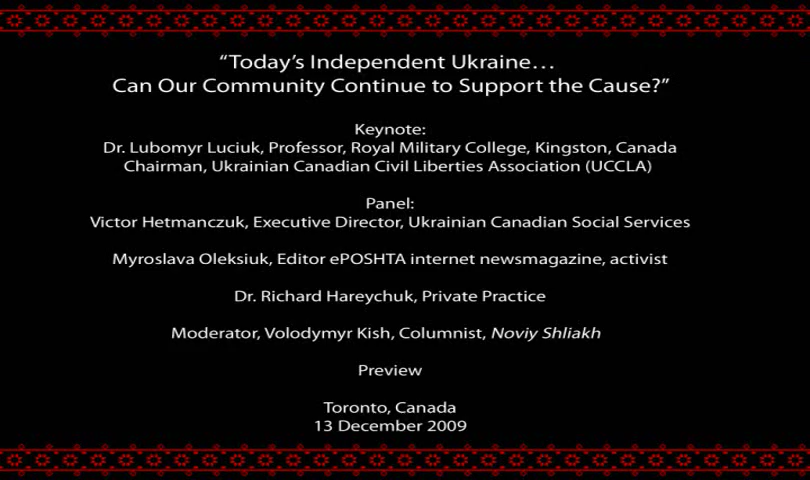 “Today’s Independent Ukraine…
Can Our Community Continue to Support the Cause?”
Keynote:
Dr. Lubomyr Luciuk, Professor, Royal Military College, Kingston, Canada
Chairman, Ukrainian Canadian Civil Liberties Association (UCCLA)
Panel:
Victor Hetmanczuk, Executive Director, Ukrainian Canadian Social Services
Myroslava Oleksiuk, Editor ePOSHTA internet newsmagazine, activist
Dr. Richard Hareychuk, Private Practice
Moderator, Volodymyr Kish, Columnist, Noviy Shliakh
Preview
Toronto, Canada
13 December 2009